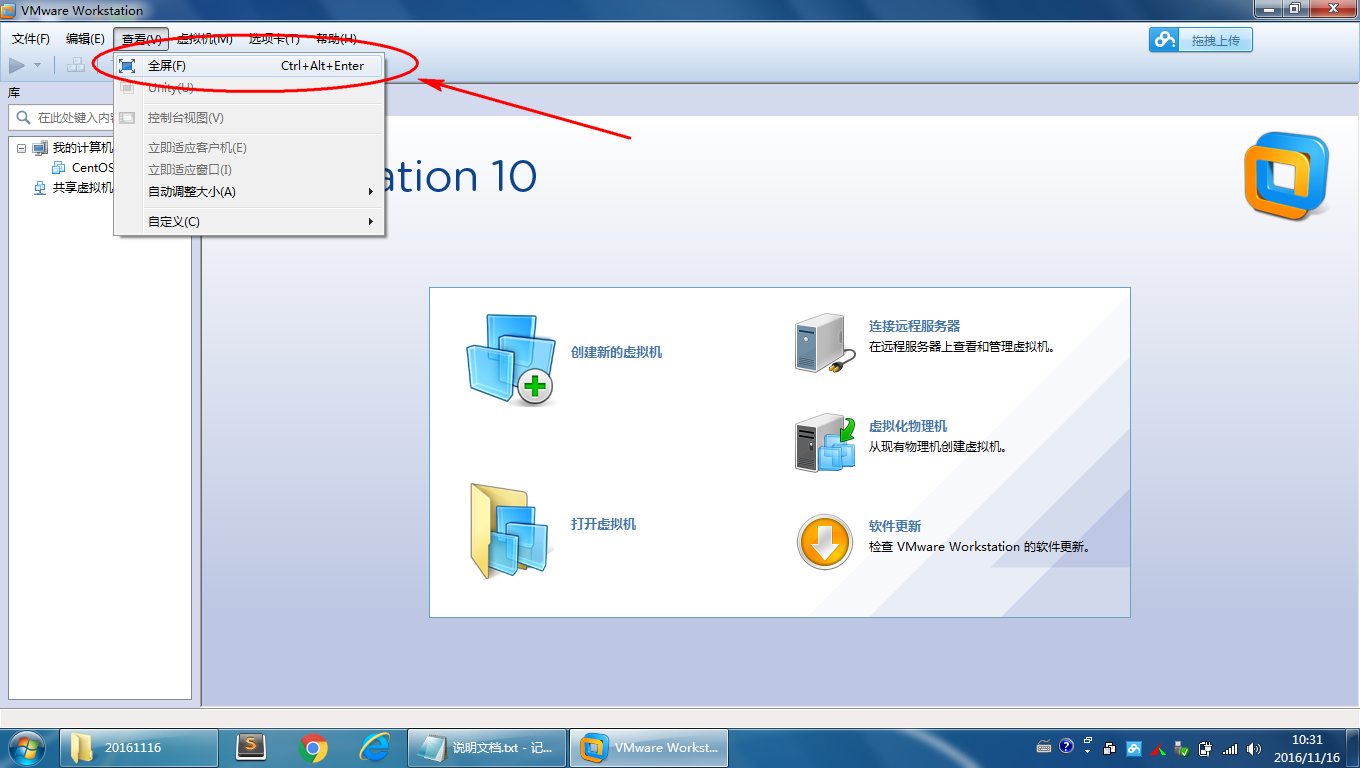 VMware Workstation
文件(F) 编辑(E) 查看(V) 虚拟机(M) 选项卡(T) 帮助(H)
拖拽上传
全屏(F) Ctrl+Alt+Enter
Unity(U)
控制台视图(V)
立即适应客户机(E)
立即适应窗口(I)
自动调整大小(A)
自定义(C)
库
在此处键入内容
我的计算机
CentOS
共享虚拟机
ation 10
创建新的虚拟机
打开虚拟机
连接远程服务器
在远程服务器上查看和管理虚拟机。
虚拟化物理机
从现有物理机创建虚拟机。
软件更新
检查 VMware Workstation 的软件更新。
20161116
说明文档.txt - 记...
VMware Workst...
10:31
2016/11/16